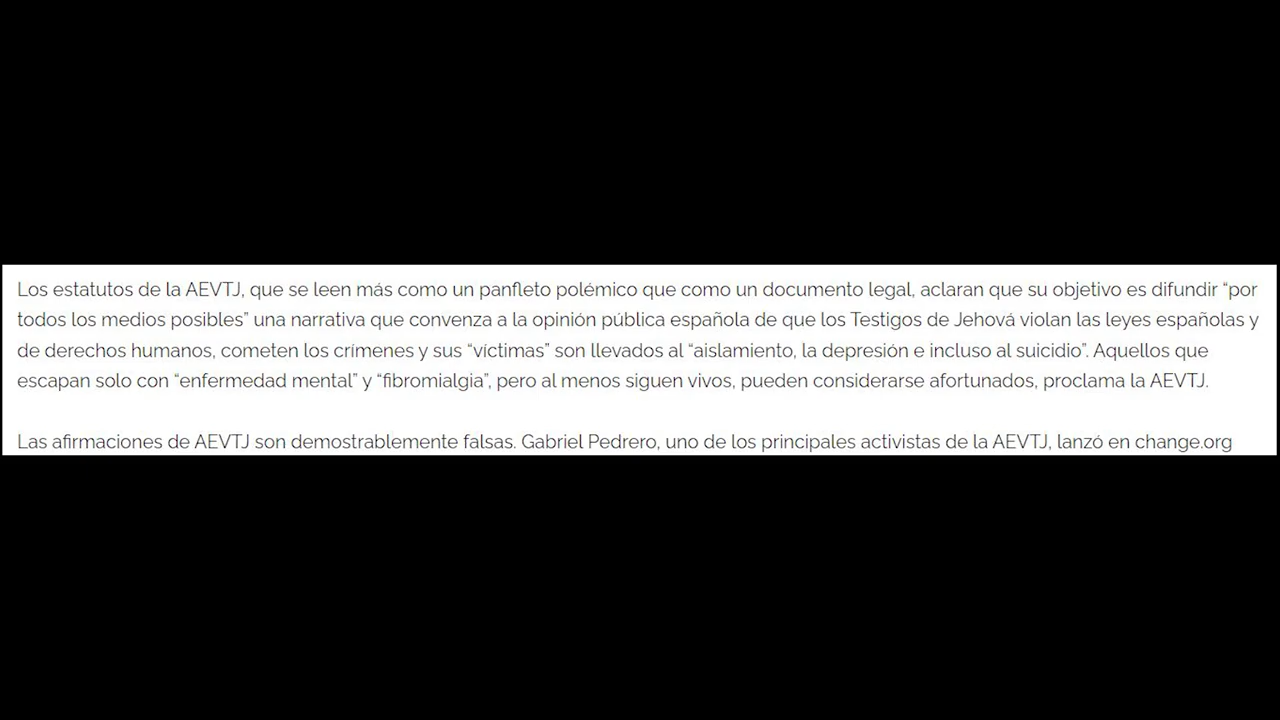 Los estatutos de la AEVTJ, que se leen más como un panfleto polémico que como un documento legal, aclaran que su objetivo es difundir “por
todos los medios posibles” una narrativa que convenza a la opinión pública española de que los Testigos de Jehová violan las leyes españolas y
de derechos humanos, cometen los crímenes y sus “víctimas” son llevados al “aislamiento, la depresión e incluso al suicidio”. Aquellos que
escapan solo con “enfermedad mental” y “fibromialgia”, pero al menos siguen vivos, pueden considerarse afortunados, proclama la AEVTJ.
Las afirmaciones de AEVTJ son demostrablemente falsas. Gabriel Pedrero, uno de los principales activistas de la AEVTJ, lanzó en change.org